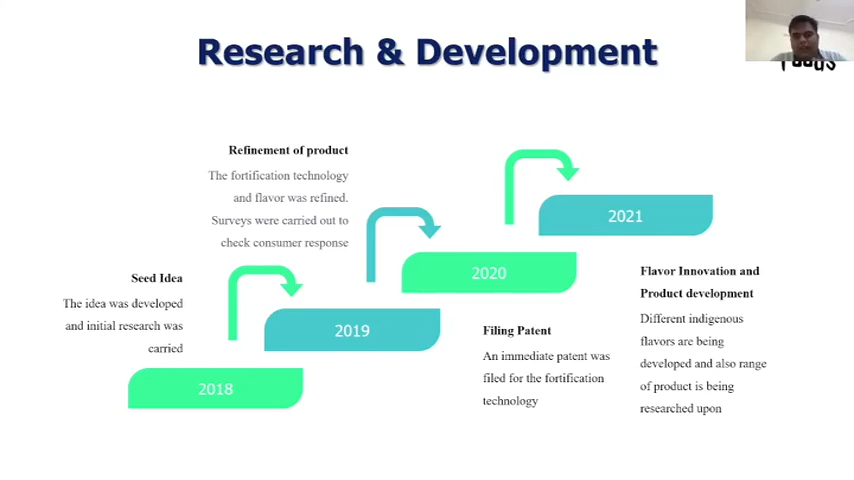 Research & Development
Refinement of product
The fortification technology
and flavor was refined.
Surveys were carried out to
check consumer response
2021
Seed Idea
The idea was developed
and initial research was
carried
2020
Flavor Innovation and
Product development
Different indigenous
flavors are being
developed and also range
of product is being
researched upon
2019
Filing Patent
An immediate patent was
filed for the fortification
technology
2018